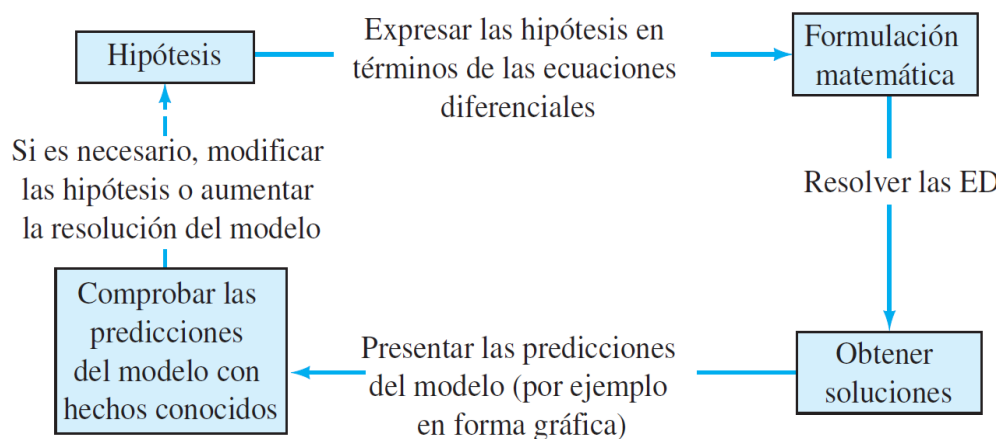 Hipótesis
Expresar las hipótesis en
términos de las ecuaciones
diferenciales
Formulación
matemática
Resolver las ED
Obtener
soluciones
Presentar las predicciones
del modelo (por ejemplo
en forma gráfica)
Comprobar las
predicciones
del modelo con
hechos conocidos
Si es necesario, modificar
las hipótesis o aumentar
la resolución del modelo